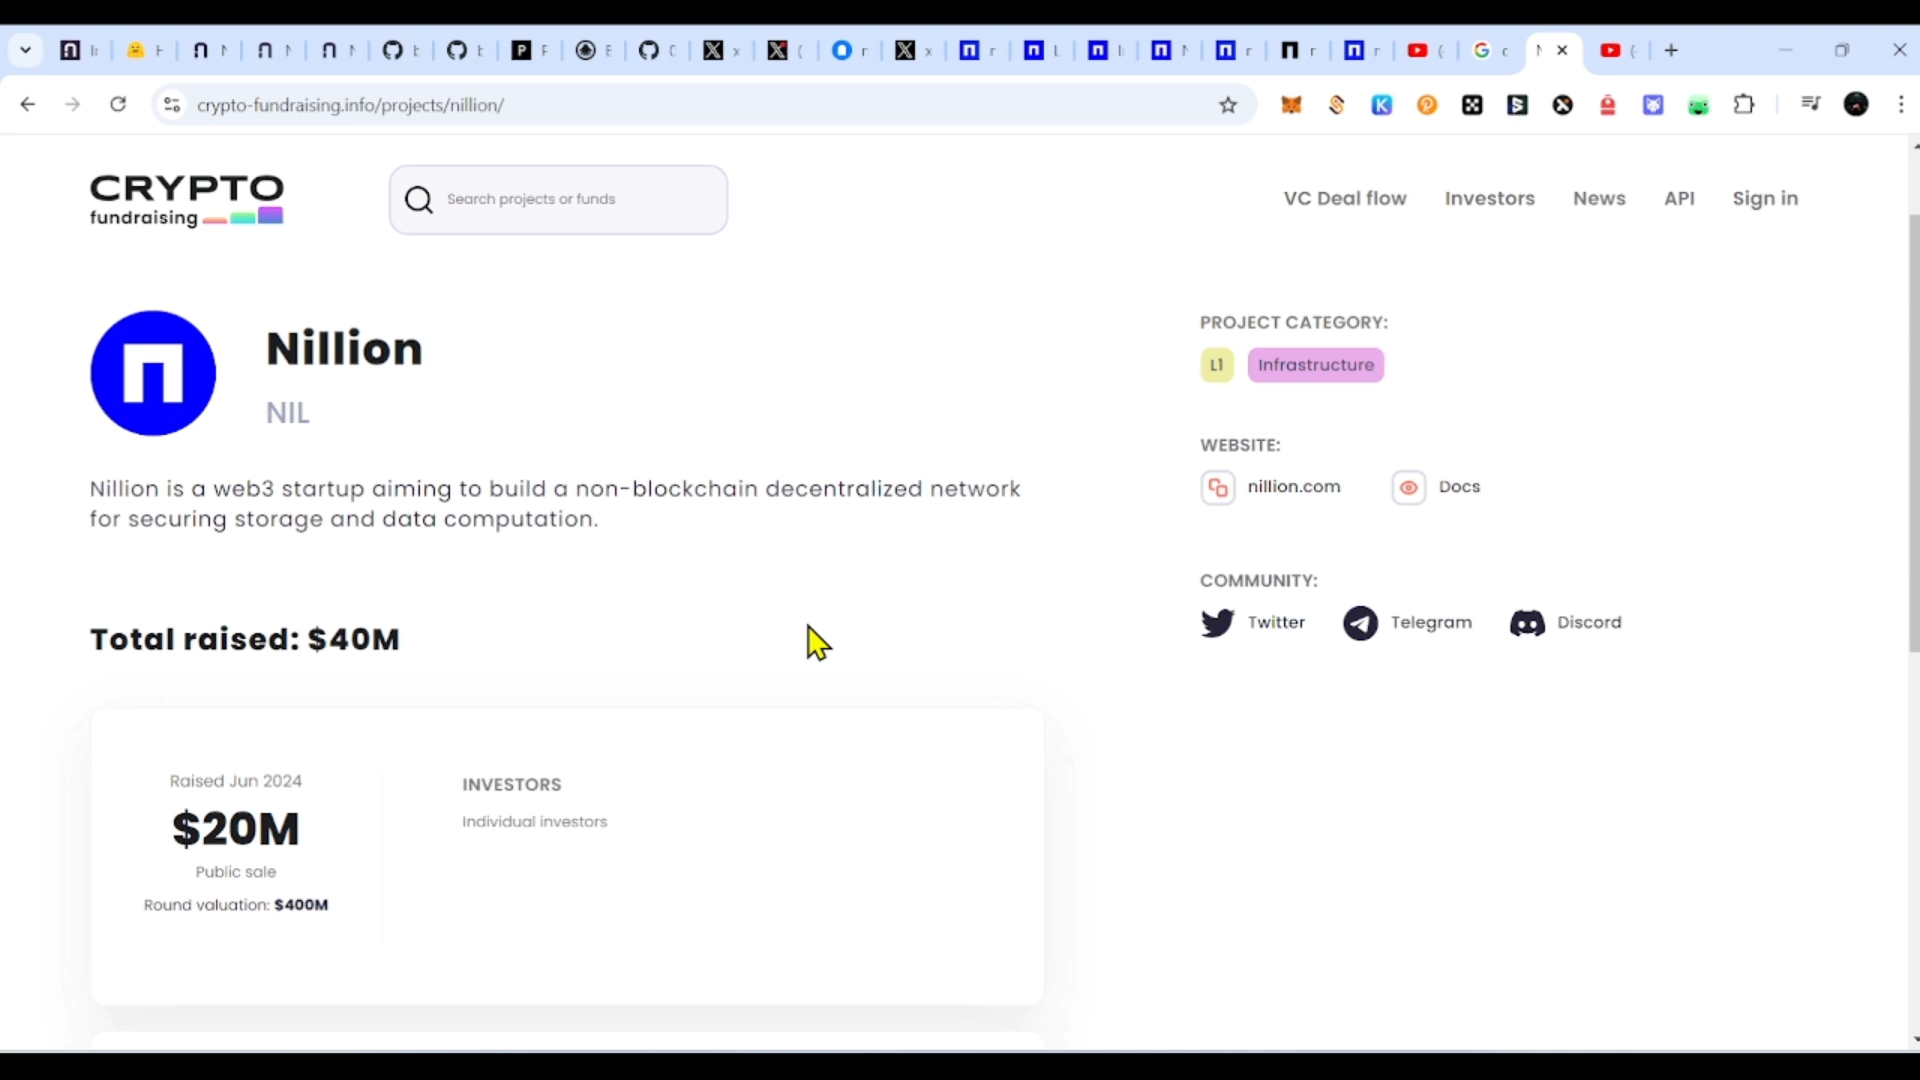 crypto-fundraising.info/projects/nillion/
CRYPTO
fundraising
Search projects or funds
VC Deal flow
Investors
News
API
Sign in
Nillion
NIL
Nillion is a web3 startup aiming to build a non-blockchain decentralized network
for securing storage and data computation.
PROJECT CATEGORY:
L1
Infrastructure
WEBSITE:
nillion.com
Docs
COMMUNITY:
Twitter
Telegram
Discord
Total raised: $40M
Raised Jun 2024
$20M
Public sale
Round valuation: $400M
INVESTORS
Individual investors